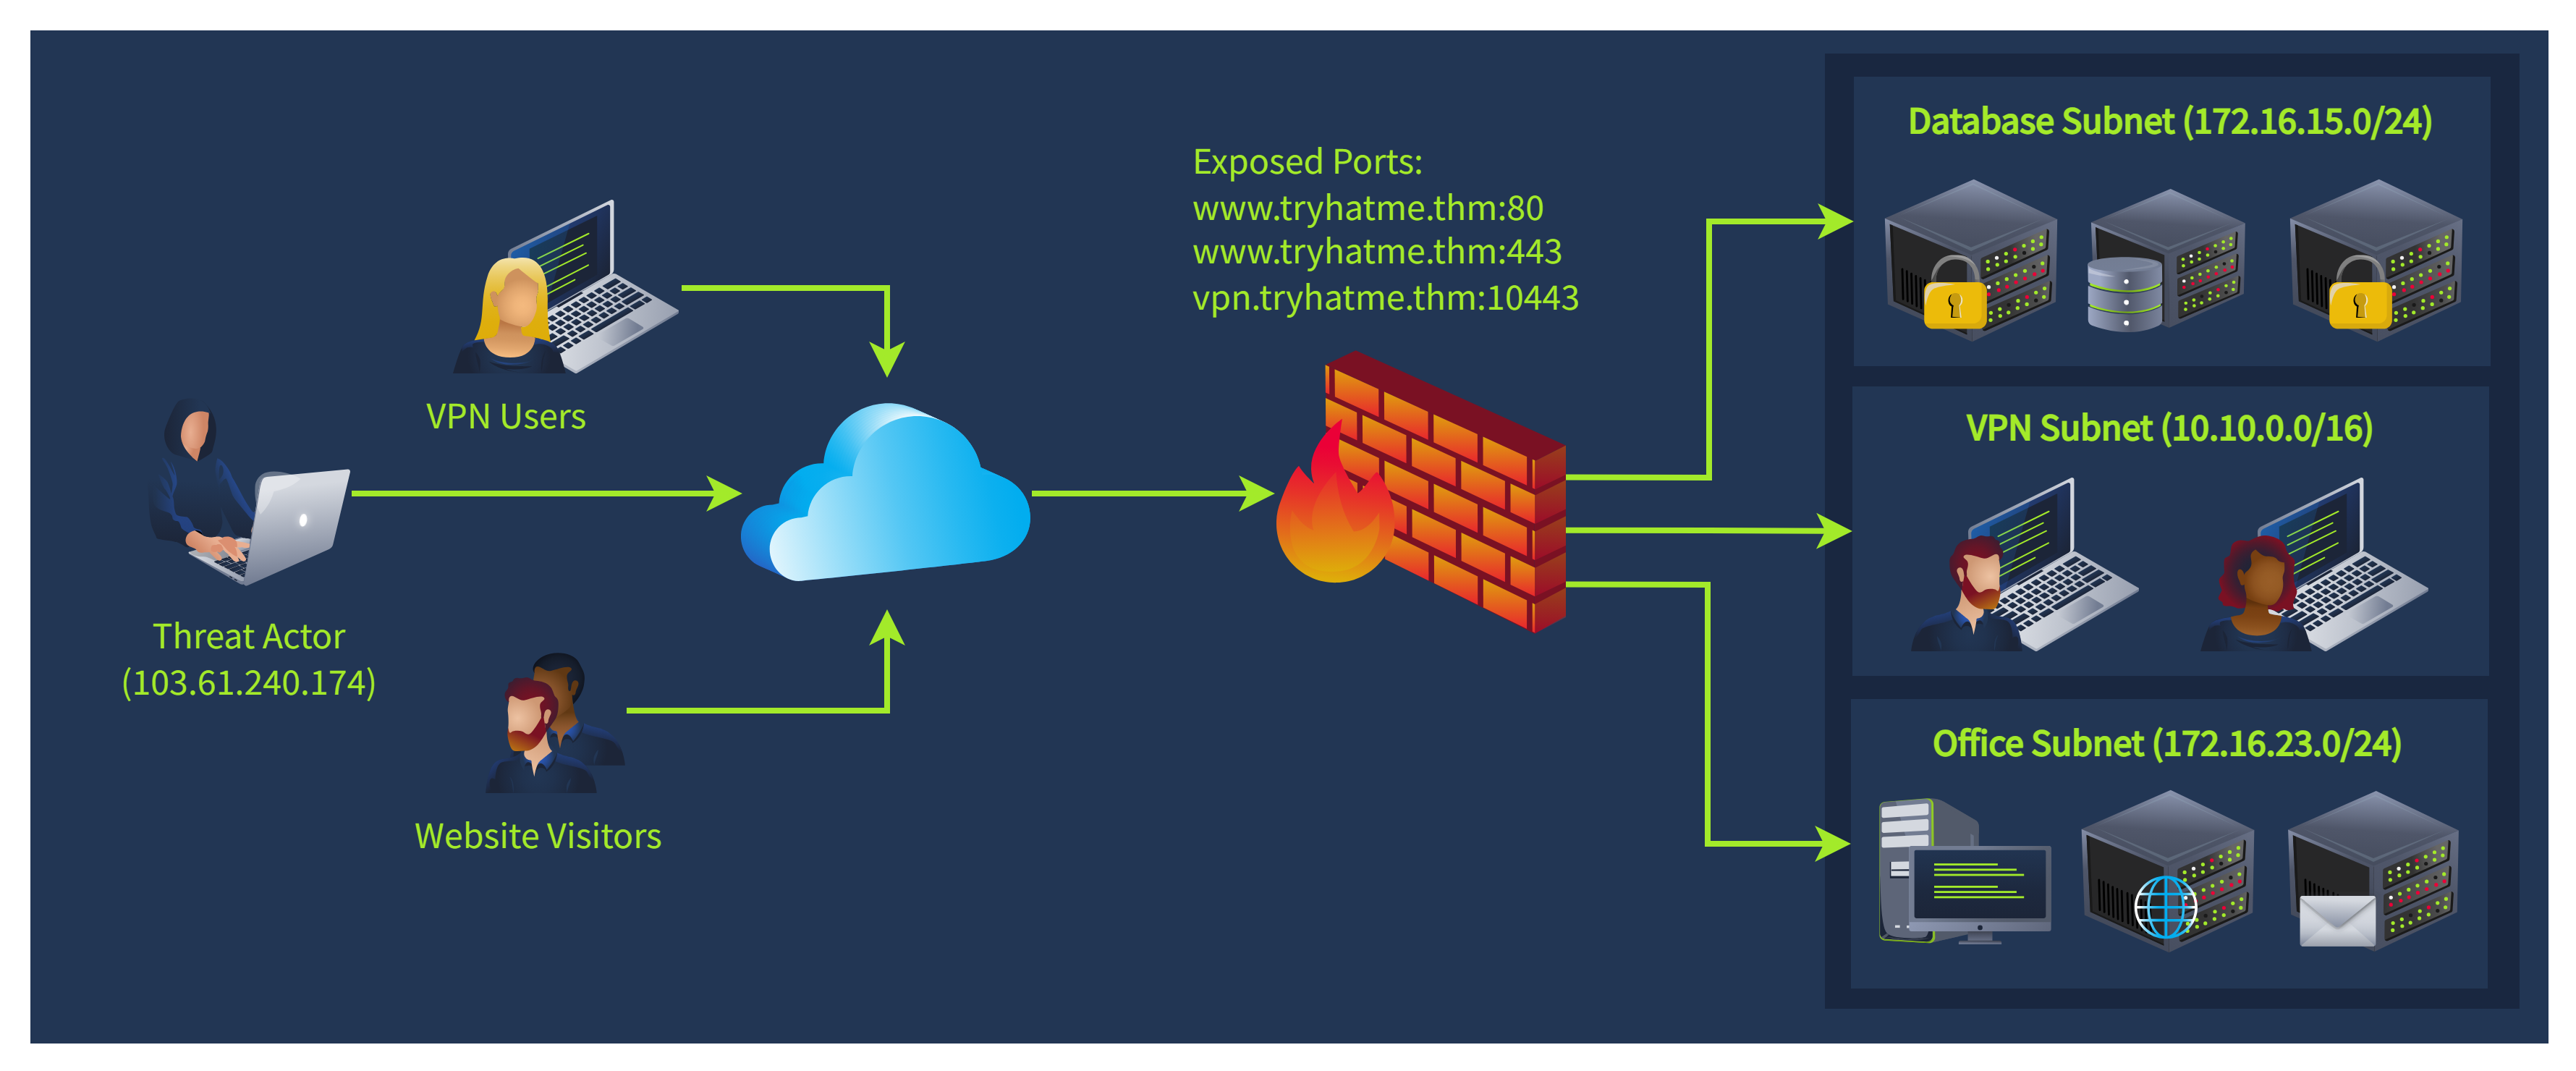 Exposed Ports:
www.tryhatme.thm:80
www.tryhatme.thm:443
vpn.tryhatme.thm:10443
VPN Users
Threat Actor
(103.61.240.174)
Website Visitors
Database Subnet (172.16.15.0/24)
VPN Subnet (10.10.0.0/16)
Office Subnet (172.16.23.0/24)